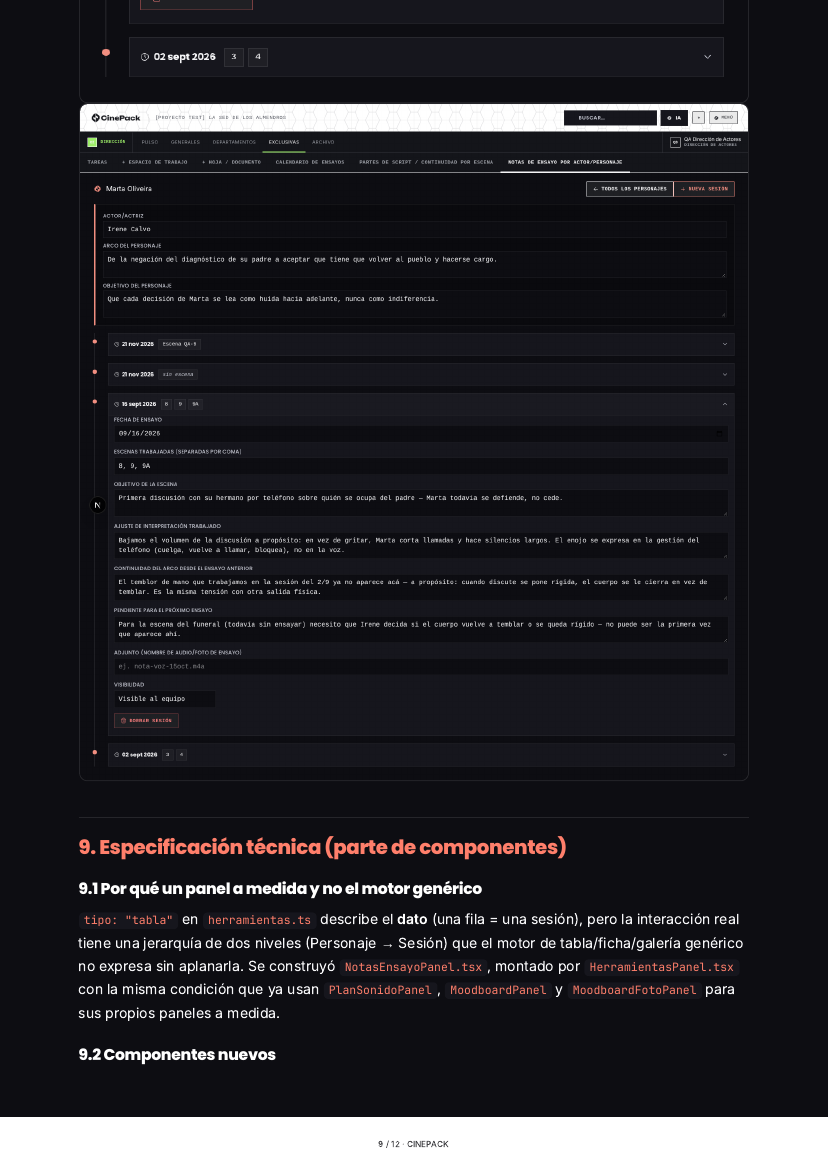 02 sept 2026 3 4
CinePack [PROYECTO TEST] LA SED DE LOS ALMENDROS BUSCAR… IA + MENÚ
DIRECCIÓN PULSO GENERALES DEPARTAMENTOS EXCLUSIVAS ARCHIVO QA QA Dirección de Actores
DIRECCIÓN DE ACTORES
TAREAS + ESPACIO DE TRABAJO + HOJA / DOCUMENTO CALENDARIO DE ENSAYOS PARTES DE SCRIPT / CONTINUIDAD POR ESCENA NOTAS DE ENSAYO POR ACTOR/PERSONAJE
Marta Oliveira ← TODOS LOS PERSONAJES + NUEVA SESIÓN
ACTOR/ACTRIZ
Irene Calvo
ARCO DEL PERSONAJE
De la negación del diagnóstico de su padre a aceptar que tiene que volver al pueblo y hacerse cargo.
OBJETIVO DEL PERSONAJE
Que cada decisión de Marta se lea como huida hacia adelante, nunca como indiferencia.
21 nov 2026
21 nov 2026 sin escena
16 sept 2026 8 9 9A
FECHA DE ENSAYO
09/16/2026
ESCENAS TRABAJADAS (SEPARADAS POR COMA)
8, 9, 9A
OBJETIVO DE LA ESCENA
Primera discusión con su hermano por teléfono sobre quién se ocupa del padre — Marta todavía se defiende, no cede.
N
AJUSTE DE INTERPRETACIÓN TRABAJADO
Bajamos el volumen de la discusión a propósito: en vez de gritar, Marta corta llamadas y hace silencios largos. El enojo se expresa en la gestión del
teléfono (cuelga, vuelve a llamar, bloquea), no en la voz.
CONTINUIDAD DEL ARCO DESDE EL ENSAYO ANTERIOR
El temblor de mano que trabajamos en la sesión del 2/9 ya no aparece acá — a propósito: cuando discute se pone rígida, el cuerpo se le cierra en vez de
temblar. Es la misma tensión con otra salida física.
PENDIENTE PARA EL PRÓXIMO ENSAYO
Para la escena del funeral (todavía sin ensayar) necesito que Irene decida si el cuerpo vuelve a temblar o se queda rígido — no puede ser la primera vez
que aparece ahí.
ADJUNTO (NOMBRE DE AUDIO/FOTO DE ENSAYO)
ej. nota-voz-15oct.m4a
VISIBILIDAD
Visible al equipo
BORRAR SESIÓN
02 sept 2026 3 4
9. Especificación técnica (parte de componentes)
9.1 Por qué un panel a medida y no el motor genérico
tipo: "tabla" en herramientas.ts describe el dato (una fila = una sesión), pero la interacción real
tiene una jerarquía de dos niveles (Personaje → Sesión) que el motor de tabla/ficha/galería genérico
no expresa sin aplanarla. Se construyó NotasEnsayoPanel.tsx, montado por HerramientasPanel.tsx
con la misma condición que ya usan PlanSonidoPanel, MoodboardPanel y MoodboardFotoPanel para
sus propios paneles a medida.
9.2 Componentes nuevos
9 / 12 · CINEPACK